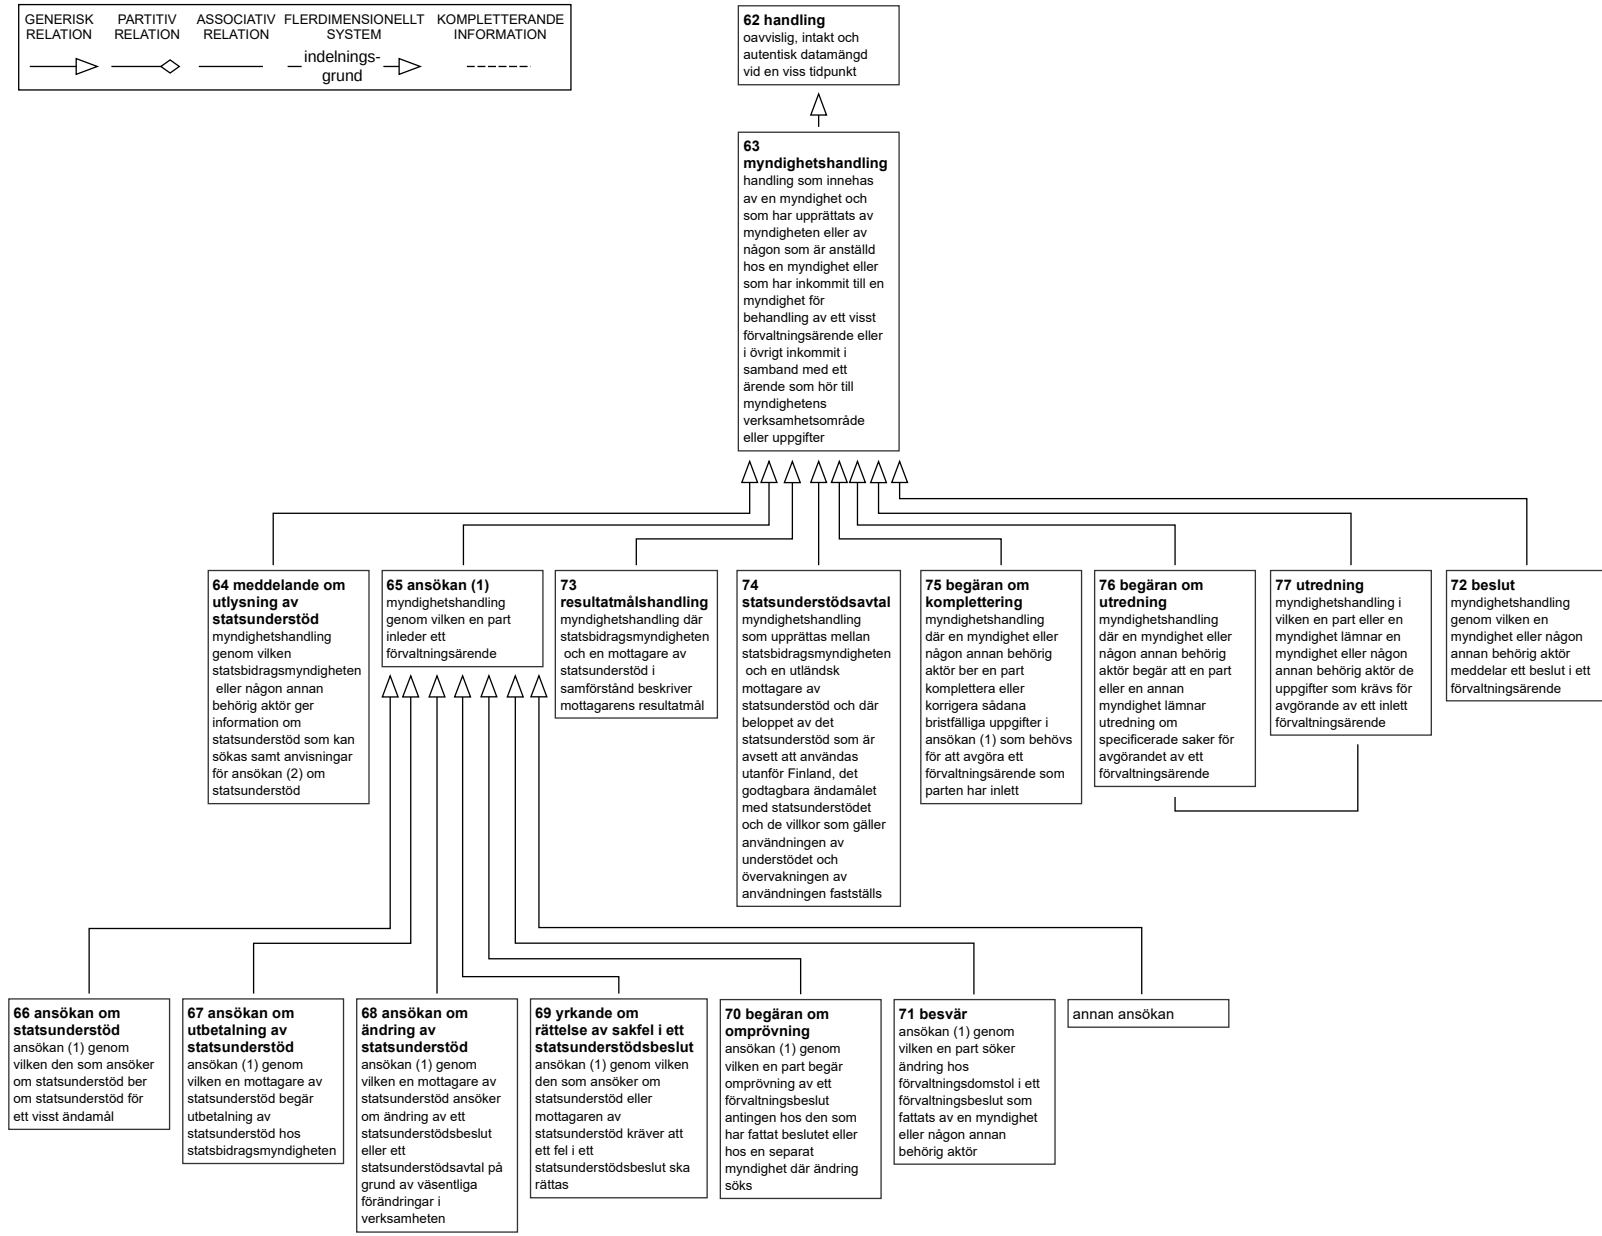 GENERISK
RELATION
PARTITIV
RELATION
ASSOCIATIV
RELATION
FLERDIMENSIONELLT
SYSTEM
indelnings-
grund
KOMPLETTERANDE
INFORMATION
62 handling
oavvislig, intakt och
autentisk datamängd
vid en viss tidpunkt
63
myndighetshandling
handling som innehas
av en myndighet och
som har upprättats av
myndigheten eller av
någon som är anställd
hos en myndighet eller
som har inkommit till en
myndighet för
behandling av ett visst
förvaltningsärende eller
i övrigt inkommit i
samband med ett
ärende som hör till
myndighetens
verksamhetsområde
eller uppgifter
64 meddelande om
utlysning av
statsunderstöd
myndighetshandling
genom vilken
statsbidragsmyndigheten
eller någon annan
behörig aktör ger
information om
statsunderstöd som kan
sökas samt anvisningar
för ansökan (2) om
statsunderstöd
65 ansökan (1)
myndighetshandling
genom vilken en part
inleder ett
förvaltningsärende
73
resultatmålshandling
myndighetshandling där
statsbidragsmyndigheten
och en mottagare av
statsunderstöd i
samförstånd beskriver
mottagarens resultatmål
74
statsunderstödsavtal
myndighetshandling
som upprättas mellan
statsbidragsmyndigheten
och en utländsk
mottagare av
statsunderstöd och där
beloppet av det
statsunderstöd som är
avsett att användas
utanför Finland, det
godtagbara ändamålet
med statsunderstödet
och de villkor som gäller
användningen av
understödet och
övervakningen av
användningen fastställs
75 begäran om
komplettering
myndighetshandling
där en myndighet eller
någon annan behörig
aktör ber en part
komplettera eller
korrigera sådana
bristfälliga uppgifter i
ansökan (1) som behövs
för att avgöra ett
förvaltningsärende som
parten har inlett
76 begäran om
utredning
myndighetshandling
där en myndighet eller
någon annan behörig
aktör begär att en part
eller en annan
myndighet lämnar
utredning om
specificerade saker för
avgörandet av ett
förvaltningsärende
77 utredning
myndighetshandling i
vilken en part eller en
myndighet lämnar en
myndighet eller någon
annan behörig aktör de
uppgifter som krävs för
avgörande av ett inlett
förvaltningsärende
72 beslut
myndighetshandling
genom vilken en
myndighet eller någon
annan behörig aktör
meddelar ett beslut i ett
förvaltningsärende
66 ansökan om
statsunderstöd
ansökan (1) genom
vilken den som ansöker
om statsunderstöd ber
om statsunderstöd för
ett visst ändamål
67 ansökan om
utbetalning av
statsunderstöd
ansökan (1) genom
vilken en mottagare av
statsunderstöd begär
utbetalning av
statsunderstöd hos
statsbidragsmyndigheten
68 ansökan om
ändring av
statsunderstöd
ansökan (1) genom
vilken en mottagare av
statsunderstöd ansöker
om ändring av ett
statsunderstödsbeslut
eller ett
statsunderstödsavtal på
grund av väsentliga
förändringar i
verksamheten
69 yrkande om
rättelse av sakfel i ett
statsunderstödsbeslut
ansökan (1) genom vilken
den som ansöker om
statsunderstöd eller
mottagaren av
statsunderstöd kräver att
ett fel i ett
statsunderstödsbeslut ska
rättas
70 begäran om
omprövning
ansökan (1) genom
vilken en part begär
omprövning av ett
förvaltningsbeslut
antingen hos den som
har fattat beslutet eller
hos en separat
myndighet där ändring
söks
71 besvär
ansökan (1) genom
vilken en part söker
ändring hos
förvaltningsdomstol i ett
förvaltningsbeslut som
fattats av en myndighet
eller någon annan
behörig aktör
annan ansökan